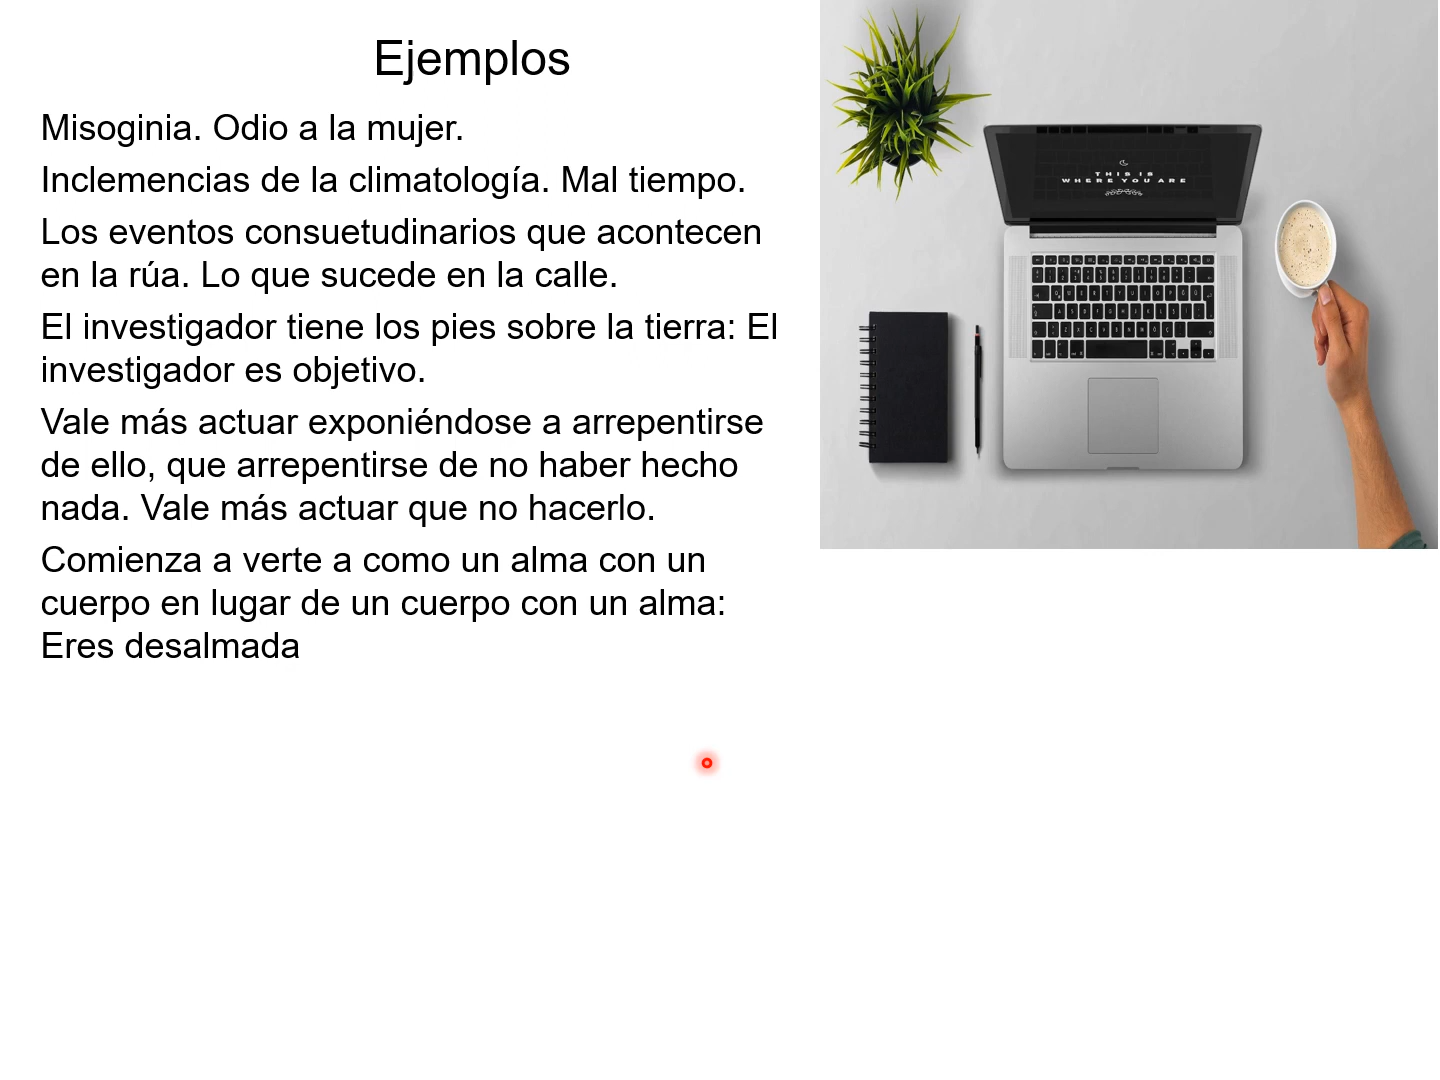 Ejemplos
Misoginia. Odio a la mujer.
Inclemencias de la climatología. Mal tiempo.
Los eventos consuetudinarios que acontecen
en la rúa. Lo que sucede en la calle.
El investigador tiene los pies sobre la tierra: El
investigador es objetivo.
Vale más actuar exponiéndose a arrepentirse
de ello, que arrepentirse de no haber hecho
nada. Vale más actuar que no hacerlo.
Comienza a verte a como un alma con un
cuerpo en lugar de un cuerpo con un alma:
Eres desalmada
THIS IS
WHERE YOU ARE